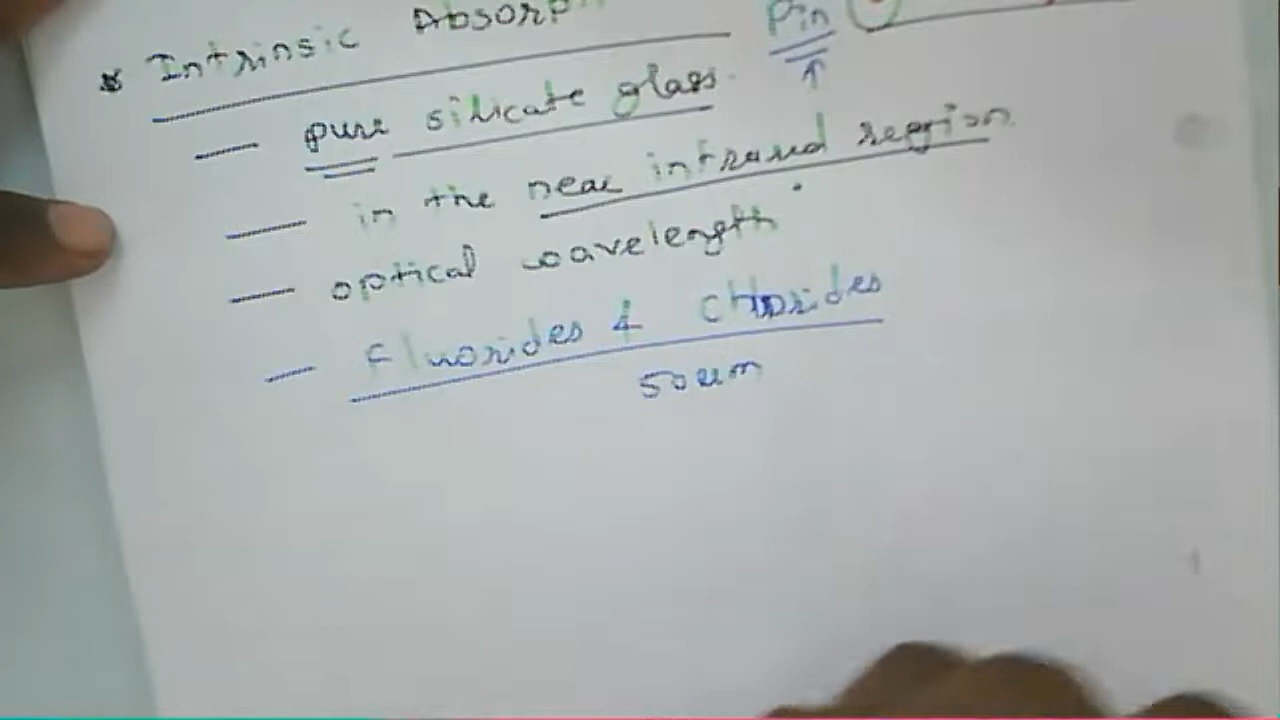 Intrinsic Absorp
Pin
— pure silicate glass.
— in the near infrared region
— optical wavelength
— Fluorides & Chlorides
50um